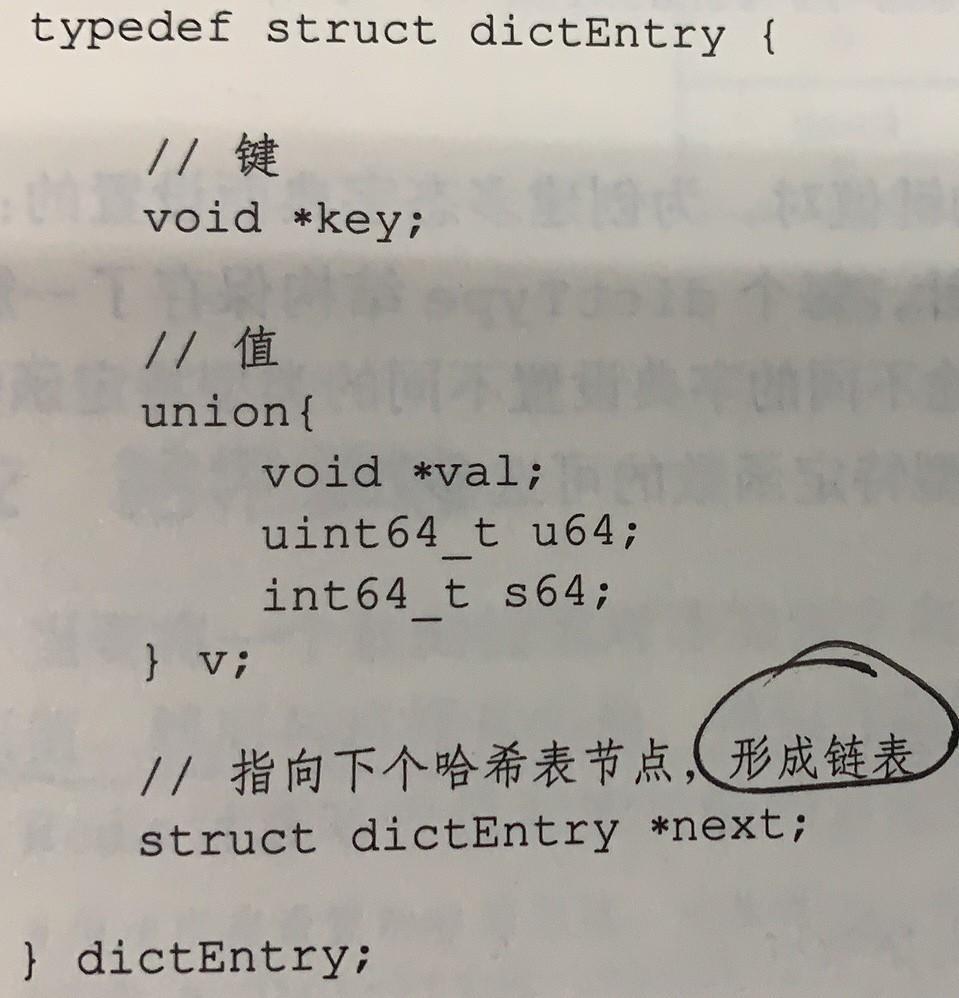 typedef struct dictEntry {
// 键
void *key;
// 值
union{
void *val;
uint64_t u64;
int64_t s64;
} v;
// 指向下个哈希表节点，形成链表
struct dictEntry *next;
} dictEntry;